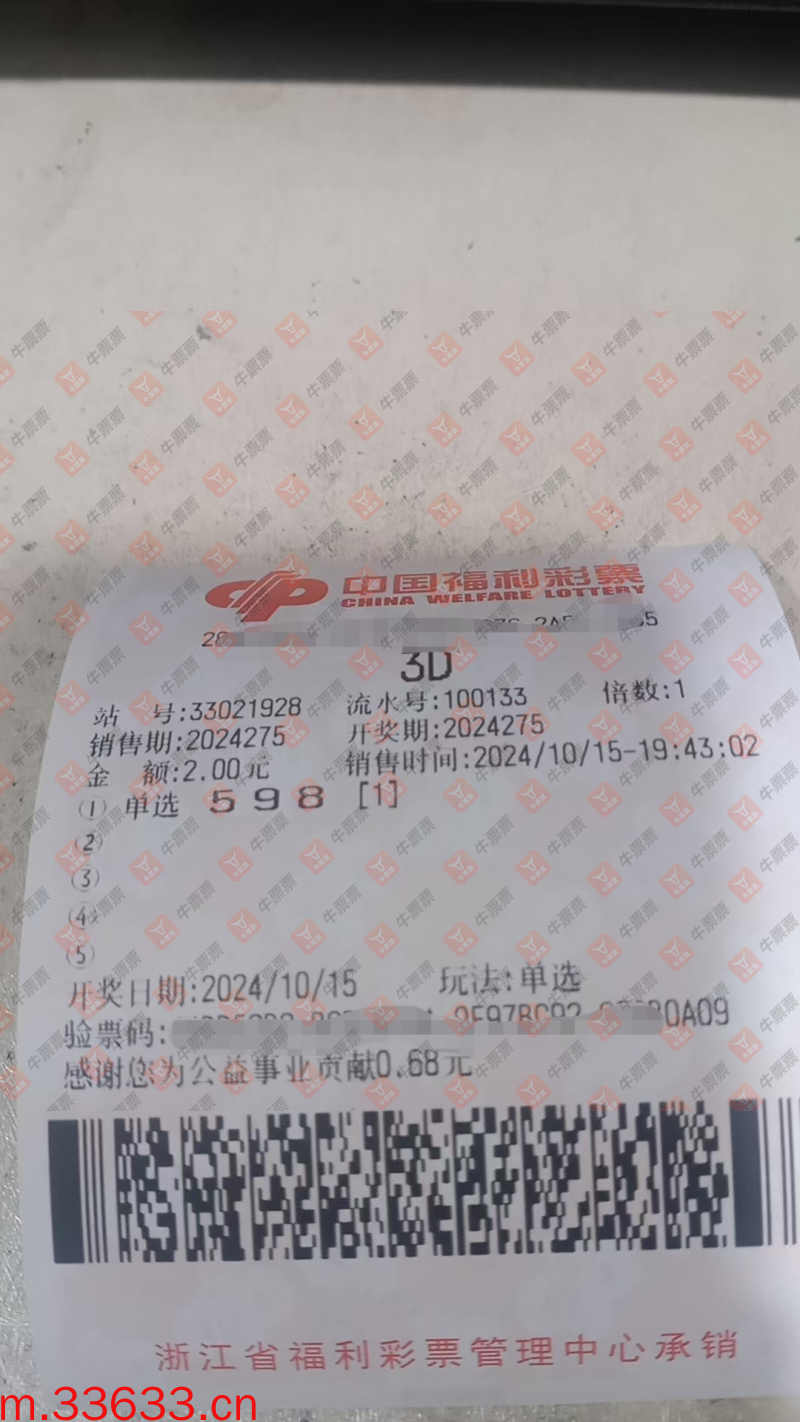 中国福利彩票
CHINA WELFARE LOTTERY
3D
站 号:33021928 流水号:100133 倍数:1
销售期:2024275 开奖期:2024275
金 额:2.00元 销售时间:2024/10/15-19:43:02
(1) 单选 5 9 8 [1]
(2)
(3)
(4)
(5)
开奖日期:2024/10/15 玩法:单选
验票码:
感谢您为公益事业贡献0.68元
浙江省福利彩票管理中心承销
牛票票
m.33633.cn